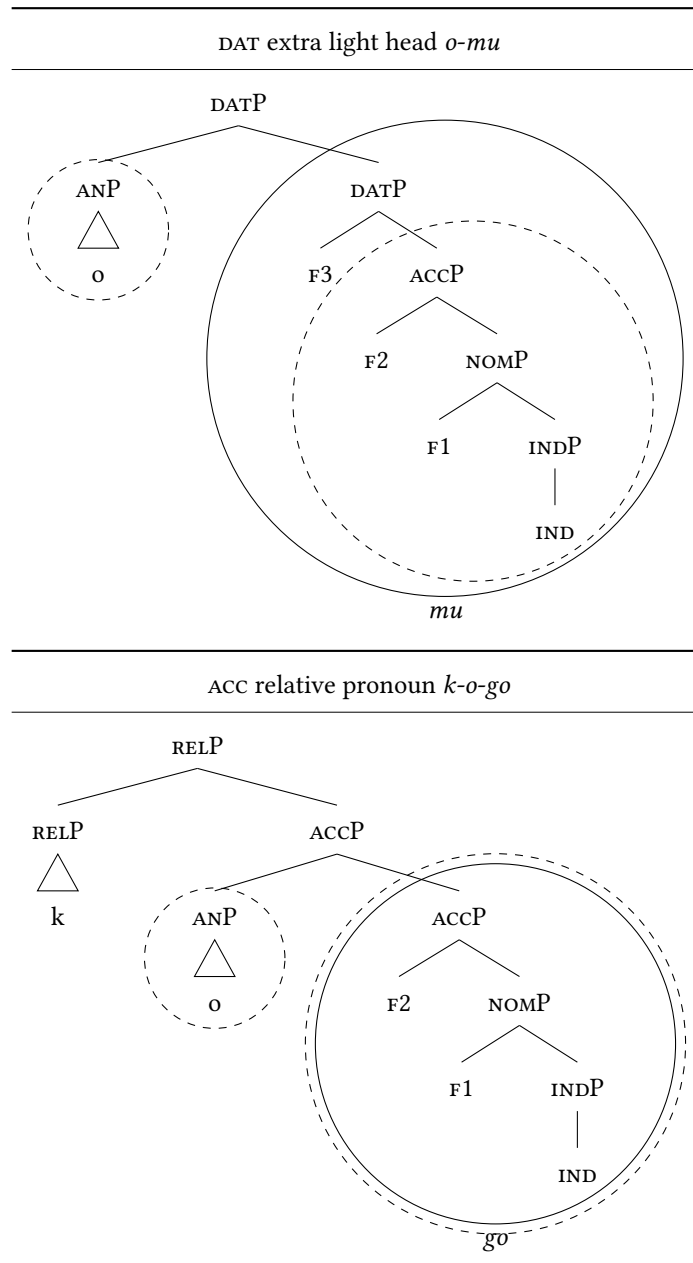 DAT extra light head o-mu
DATP
ANP DATP
o F3 ACCP
F2 NOMP
F1 INDP
IND
mu
ACC relative pronoun k-o-go
RELP
RELP ACCP
k ANP ACCP
o F2 NOMP
F1 INDP
IND
go